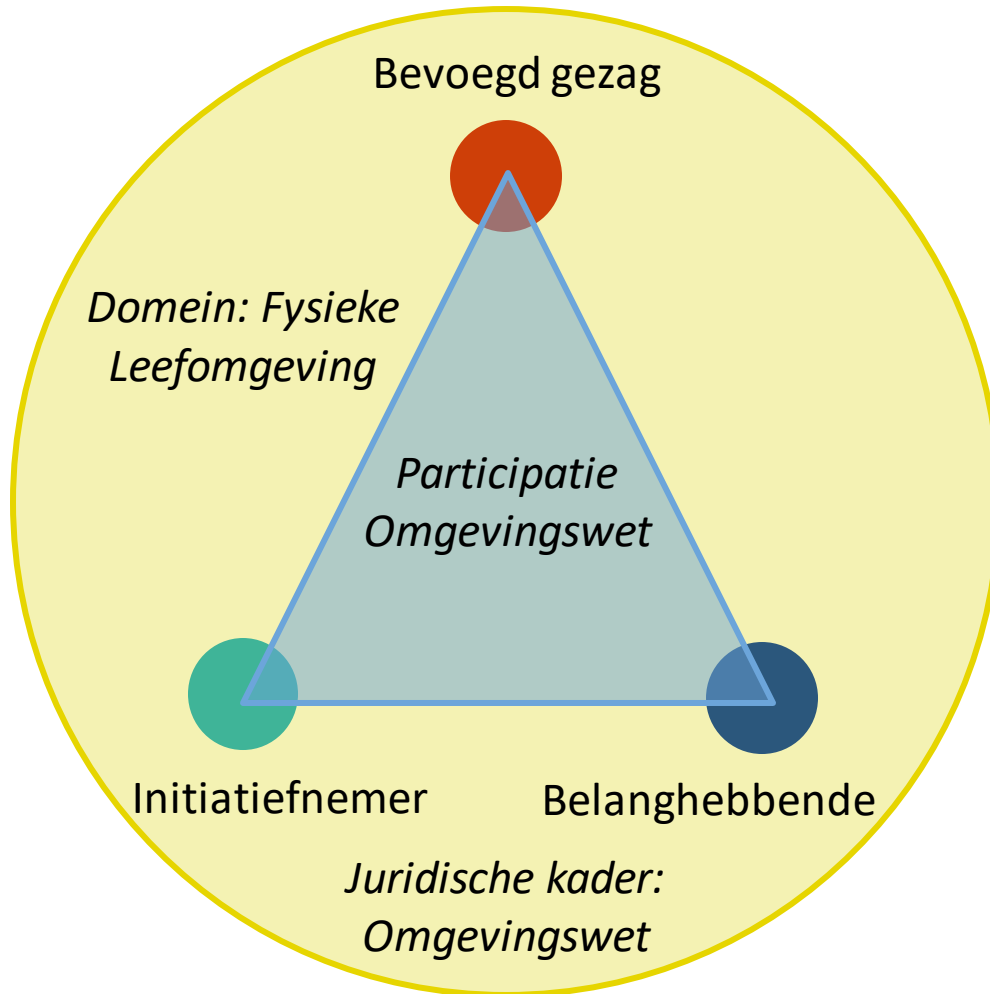 Bevoegd gezag
Domein: Fysieke
Leefomgeving
Participatie
Omgevingswet
Initiatiefnemer
Belanghebbende
Juridische kader:
Omgevingswet